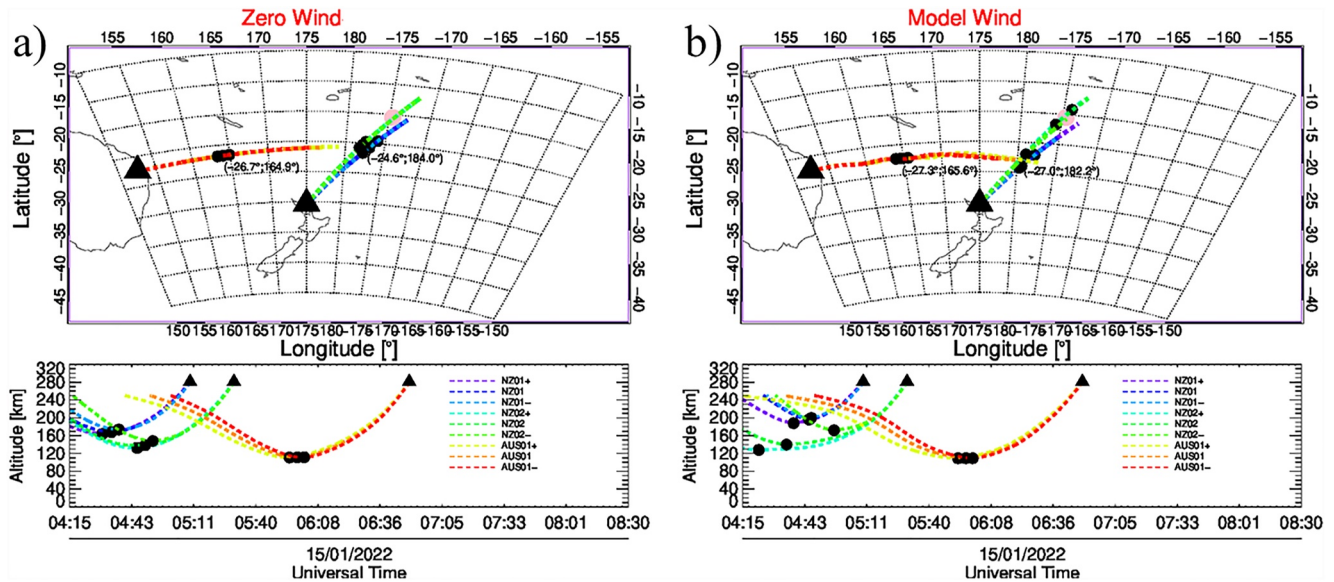 Zero Wind
a)
155 160 165 170 175 180 -175 -170 -165 -160 -155
Latitude [°]
-10
-15
-20
-25
-30
-35
-40
-45
-10
-15
-20
-25
-30
-35
-40
(-26.7°;164.9°)
(-24.6°;184.0°)
150 155 160 165 170 175 180 -175 -170 -165 -160 -155 -150
Longitude [°]
Altitude [km]
320
280
240
200
160
120
80
40
0
NZ01+
NZ01
NZ01-
NZ02+
NZ02
NZ02-
AUS01+
AUS01
AUS01-
04:15 04:43 05:11 05:40 06:08 06:36 07:05 07:33 08:01 08:30
15/01/2022
Universal Time
Model Wind
b)
155 160 165 170 175 180 -175 -170 -165 -160 -155
Latitude [°]
-10
-15
-20
-25
-30
-35
-40
-45
-10
-15
-20
-25
-30
-35
-40
(-27.3°;165.6°)
(-27.0°;182.2°)
150 155 160 165 170 175 180 -175 -170 -165 -160 -155 -150
Longitude [°]
Altitude [km]
320
280
240
200
160
120
80
40
0
NZ01+
NZ01
NZ01-
NZ02+
NZ02
NZ02-
AUS01+
AUS01
AUS01-
04:15 04:43 05:11 05:40 06:08 06:36 07:05 07:33 08:01 08:30
15/01/2022
Universal Time